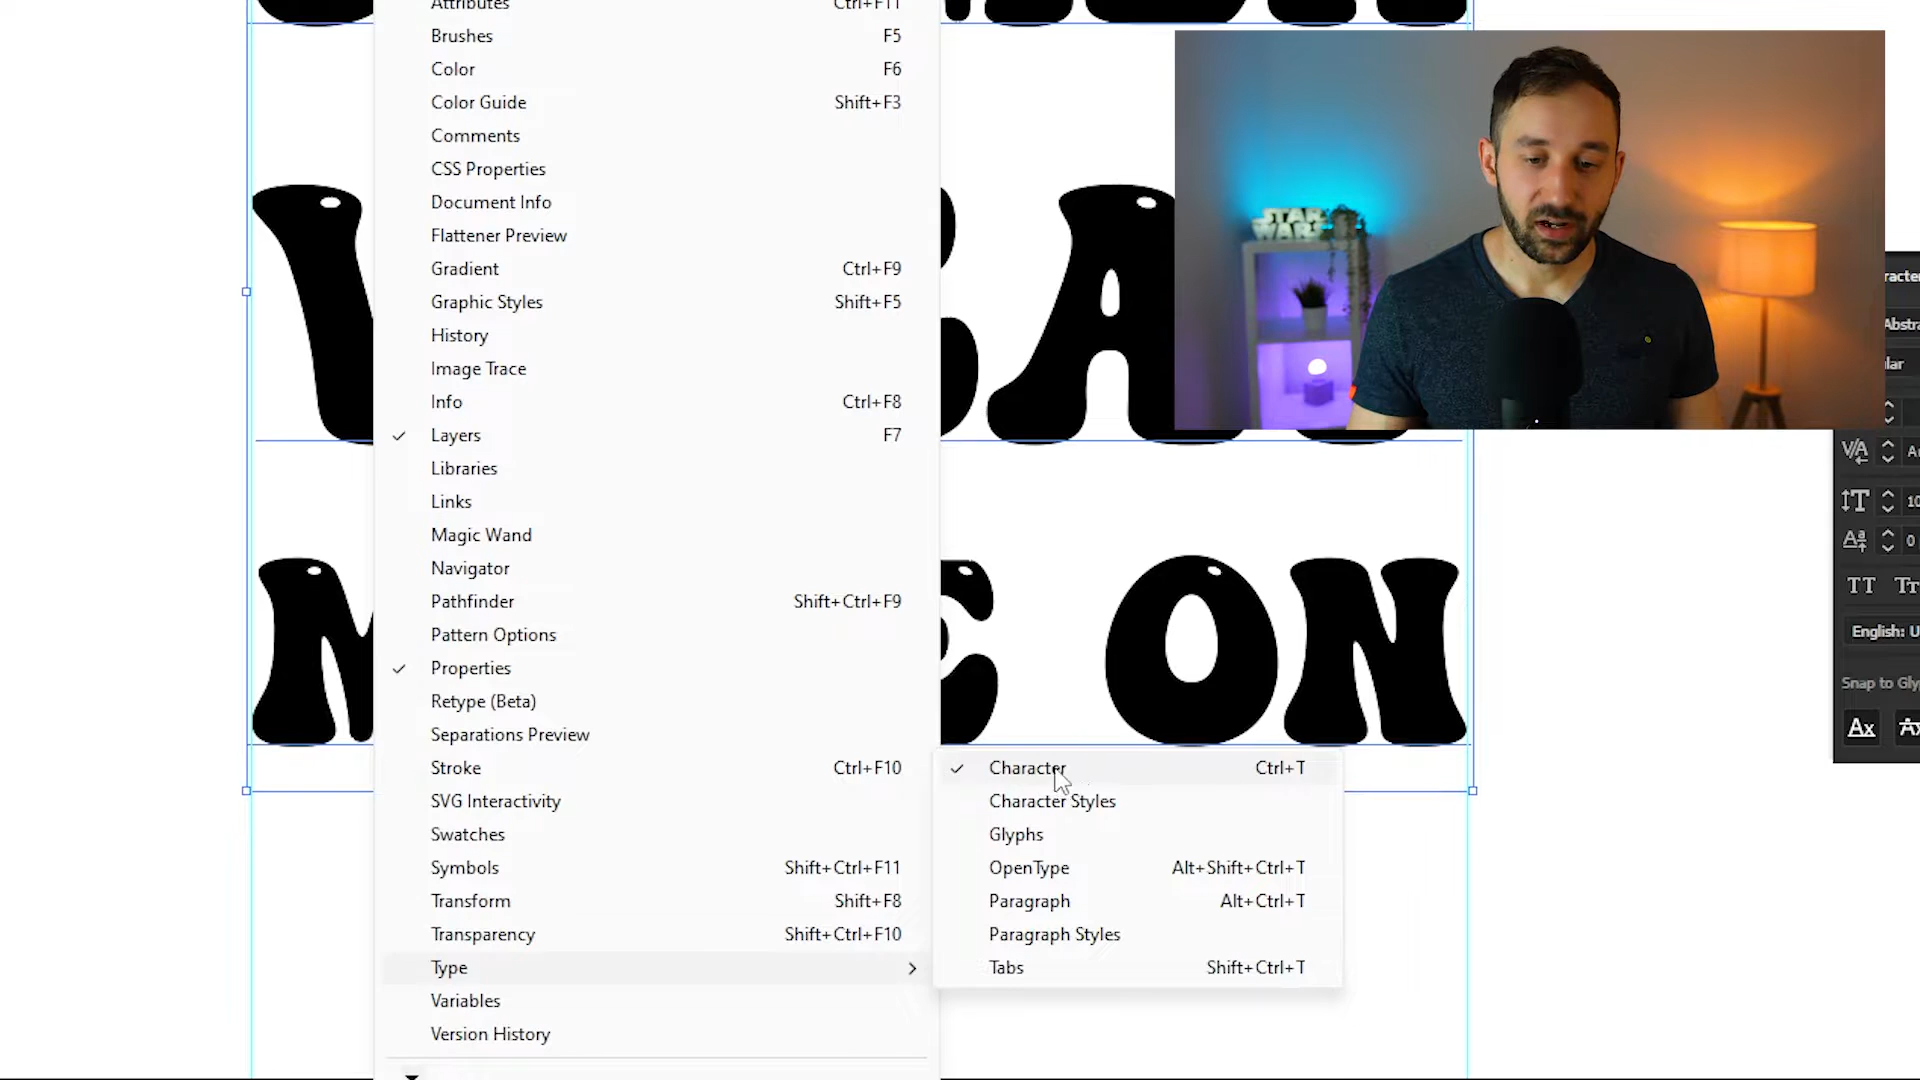 Attributes Ctrl+F11
Brushes F5
Color F6
Color Guide Shift+F3
Comments
CSS Properties
Document Info
Flattener Preview
Gradient Ctrl+F9
Graphic Styles Shift+F5
History
Image Trace
Info Ctrl+F8
Layers F7
Libraries
Links
Magic Wand
Navigator
Pathfinder Shift+Ctrl+F9
Pattern Options
Properties
Retype (Beta)
Separations Preview
Stroke Ctrl+F10
SVG Interactivity
Swatches
Symbols Shift+Ctrl+F11
Transform Shift+F8
Transparency Shift+Ctrl+F10
Type
Variables
Version History
Character Ctrl+T
Character Styles
Glyphs
OpenType Alt+Shift+Ctrl+T
Paragraph Alt+Ctrl+T
Paragraph Styles
Tabs Shift+Ctrl+T
STAR
WARS
ON
English: U
Snap to Gly